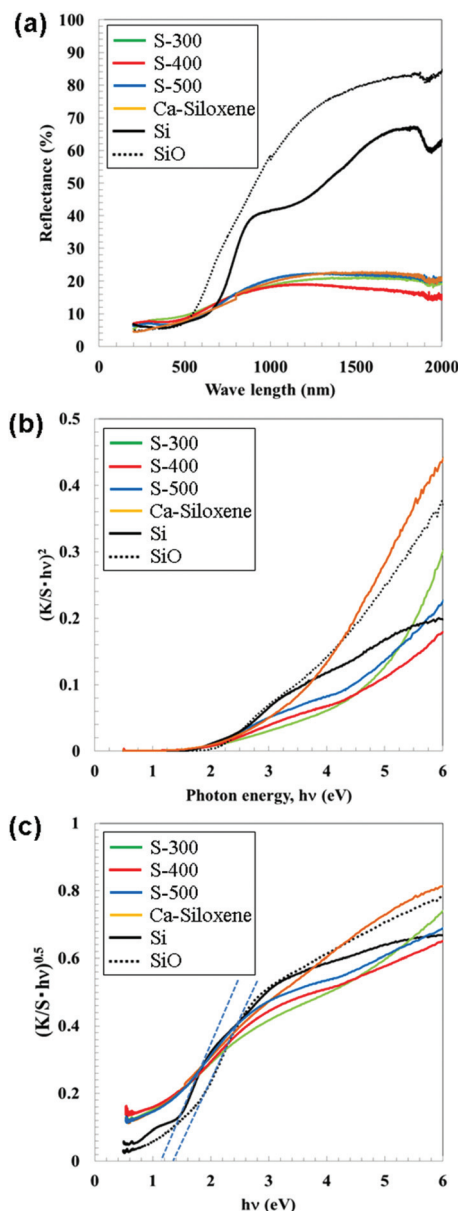 (a)
S-300
S-400
S-500
Ca-Siloxene
Si
SiO
100
90
80
70
60
50
40
30
20
10
0
Reflectance (%)
0 500 1000 1500 2000
Wave length (nm)
(b)
S-300
S-400
S-500
Ca-Siloxene
Si
SiO
0.5
0.4
0.3
0.2
0.1
0
(K/S·hν)²
0 1 2 3 4 5 6
Photon energy, hν (eV)
(c)
S-300
S-400
S-500
Ca-Siloxene
Si
SiO
1
0.8
0.6
0.4
0.2
0
(K/S·hν)^0.5
0 1 2 3 4 5 6
hν (eV)